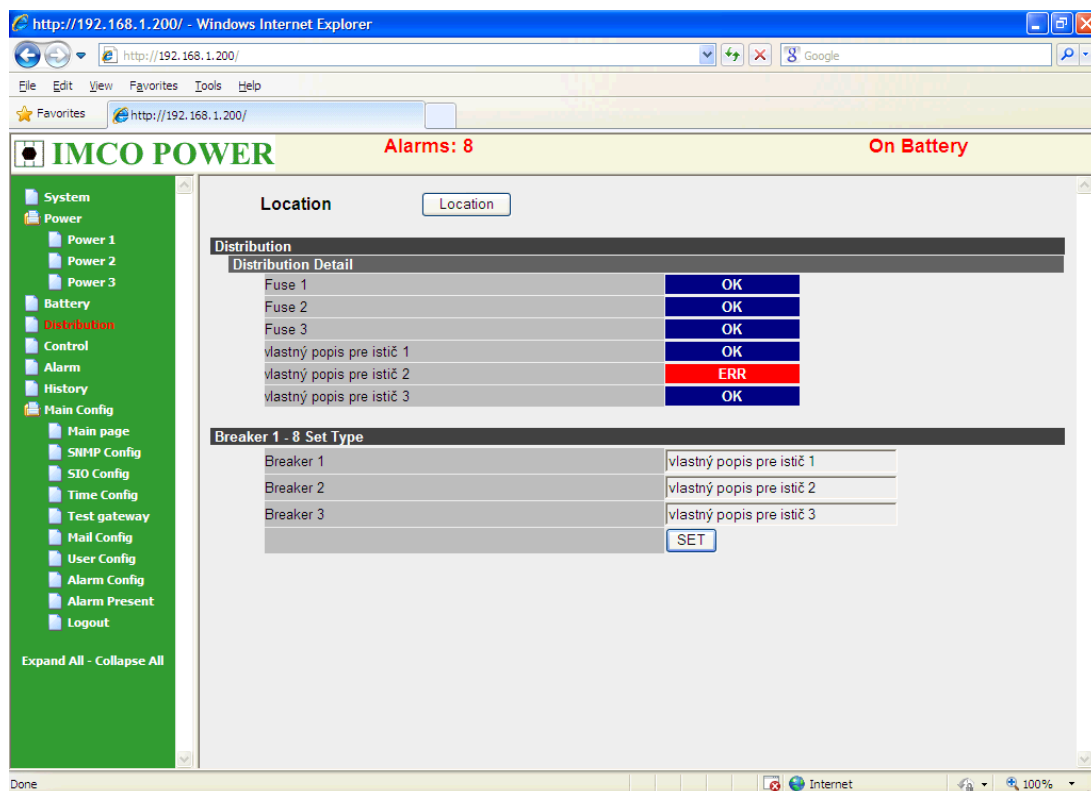 http://192.168.1.200/ - Windows Internet Explorer
http://192.168.1.200/
Google
File Edit View Favorites Tools Help
Favorites http://192.168.1.200/
IMCO POWER Alarms: 8 On Battery
System
Power
Power 1
Power 2
Power 3
Battery
Distribution
Control
Alarm
History
Main Config
Main page
SNMP Config
SIO Config
Time Config
Test gateway
Mail Config
User Config
Alarm Config
Alarm Present
Logout
Expand All - Collapse All
Location Location
Distribution
Distribution Detail
Fuse 1 OK
Fuse 2 OK
Fuse 3 OK
vlastný popis pre istič 1 OK
vlastný popis pre istič 2 ERR
vlastný popis pre istič 3 OK
Breaker 1 - 8 Set Type
Breaker 1 vlastný popis pre istič 1
Breaker 2 vlastný popis pre istič 2
Breaker 3 vlastný popis pre istič 3
SET
Done Internet 100%